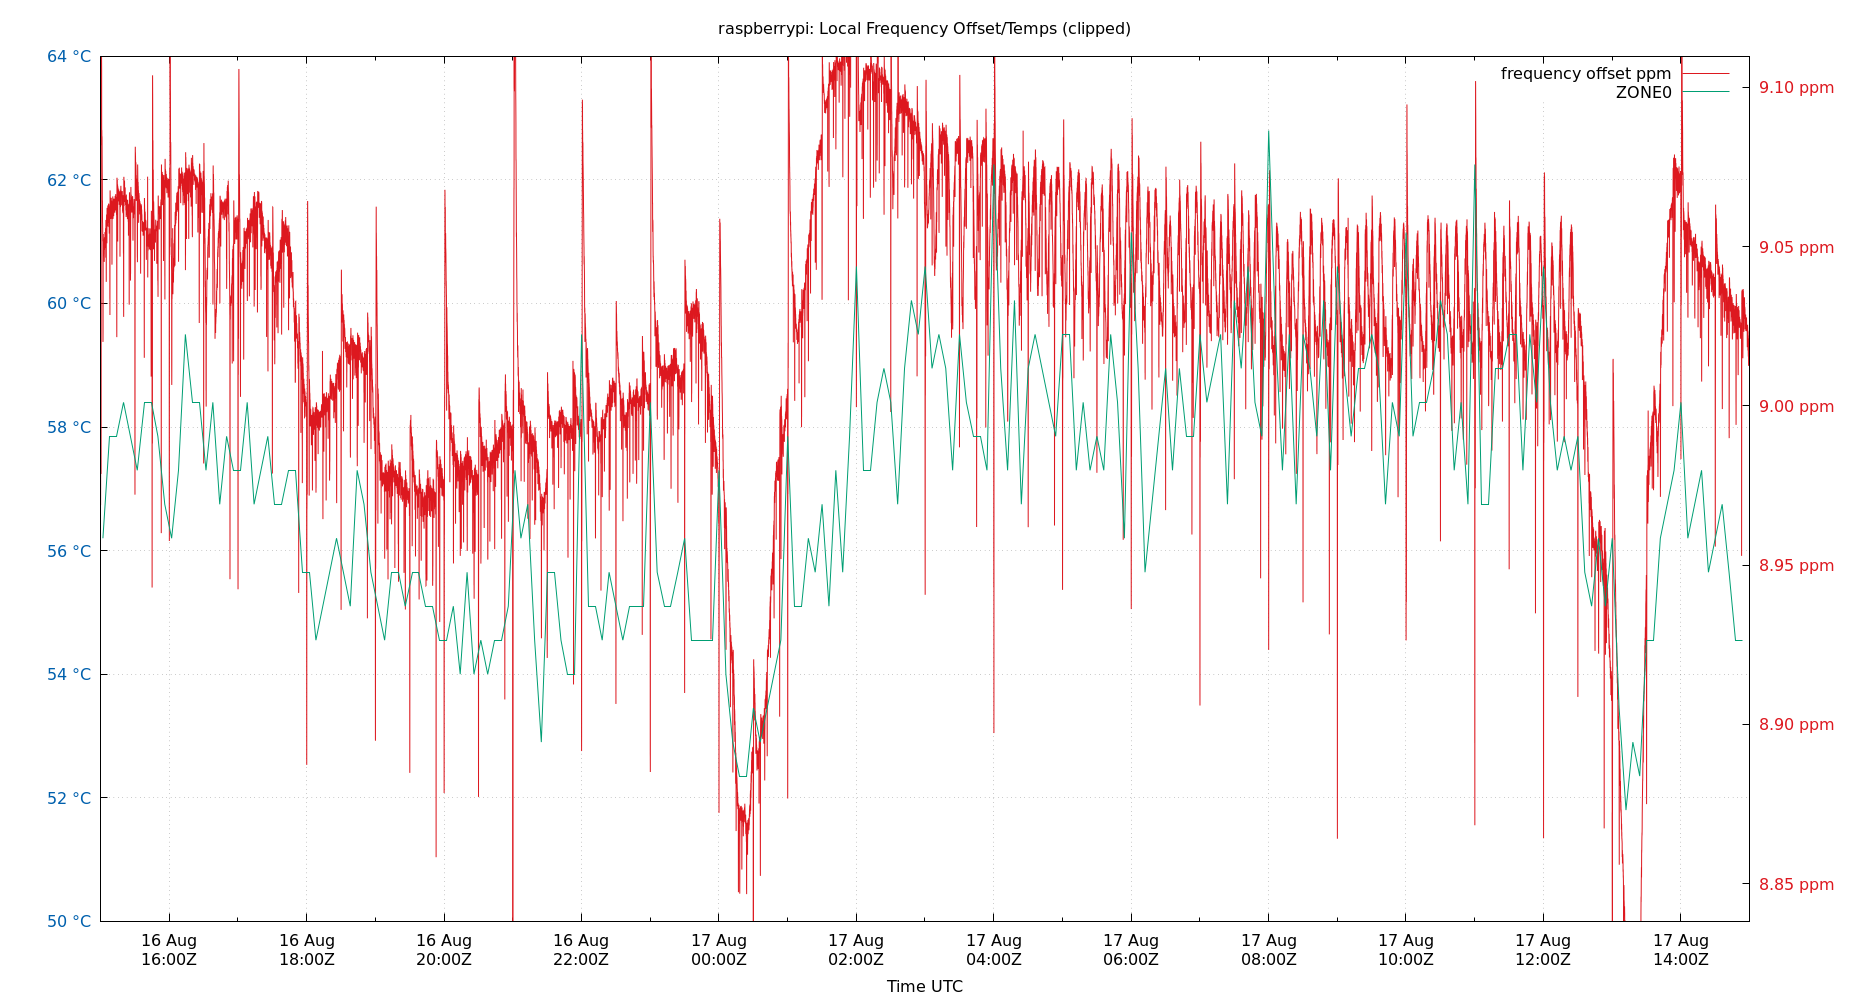 raspberrypi: Local Frequency Offset/Temps (clipped)
64 °C
62 °C
60 °C
58 °C
56 °C
54 °C
52 °C
50 °C
frequency offset ppm
ZONE0
9.10 ppm
9.05 ppm
9.00 ppm
8.95 ppm
8.90 ppm
8.85 ppm
16 Aug 16 Aug 16 Aug 16 Aug 17 Aug 17 Aug 17 Aug 17 Aug 17 Aug 17 Aug 17 Aug 17 Aug
16:00Z 18:00Z 20:00Z 22:00Z 00:00Z 02:00Z 04:00Z 06:00Z 08:00Z 10:00Z 12:00Z 14:00Z
Time UTC